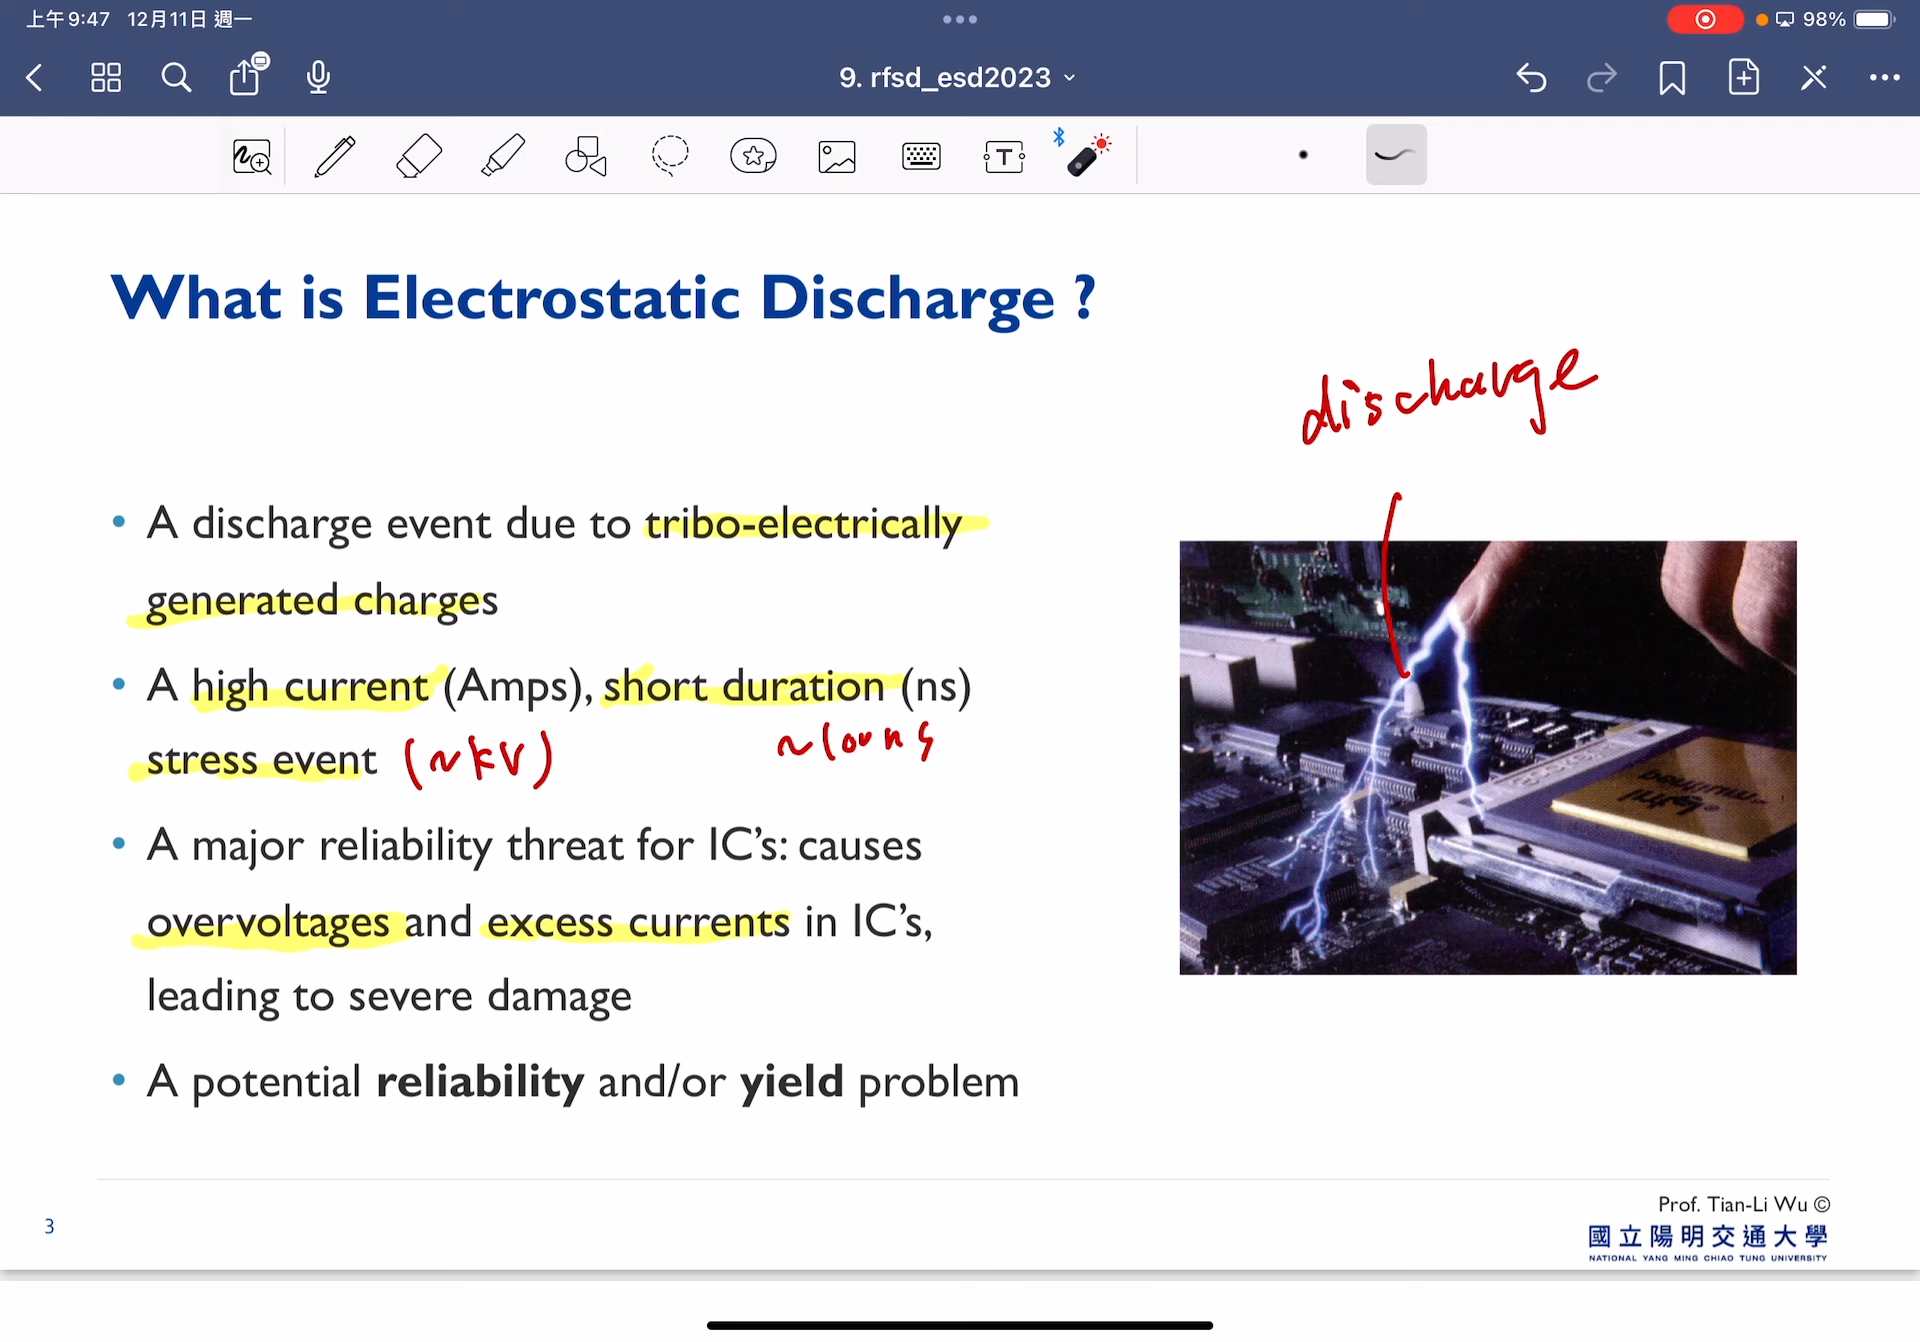 上午9:47 12月11日 週一
98%
9. rfsd_esd2023
T
What is Electrostatic Discharge ?
discharge
• A discharge event due to tribo-electrically
generated charges
• A high current (Amps), short duration (ns)
~100ns
stress event (~kV)
• A major reliability threat for IC’s: causes
overvoltages and excess currents in IC’s,
leading to severe damage
• A potential reliability and/or yield problem
Prof. Tian-Li Wu ©
3
國立陽明交通大學
NATIONAL YANG MING CHIAO TUNG UNIVERSITY